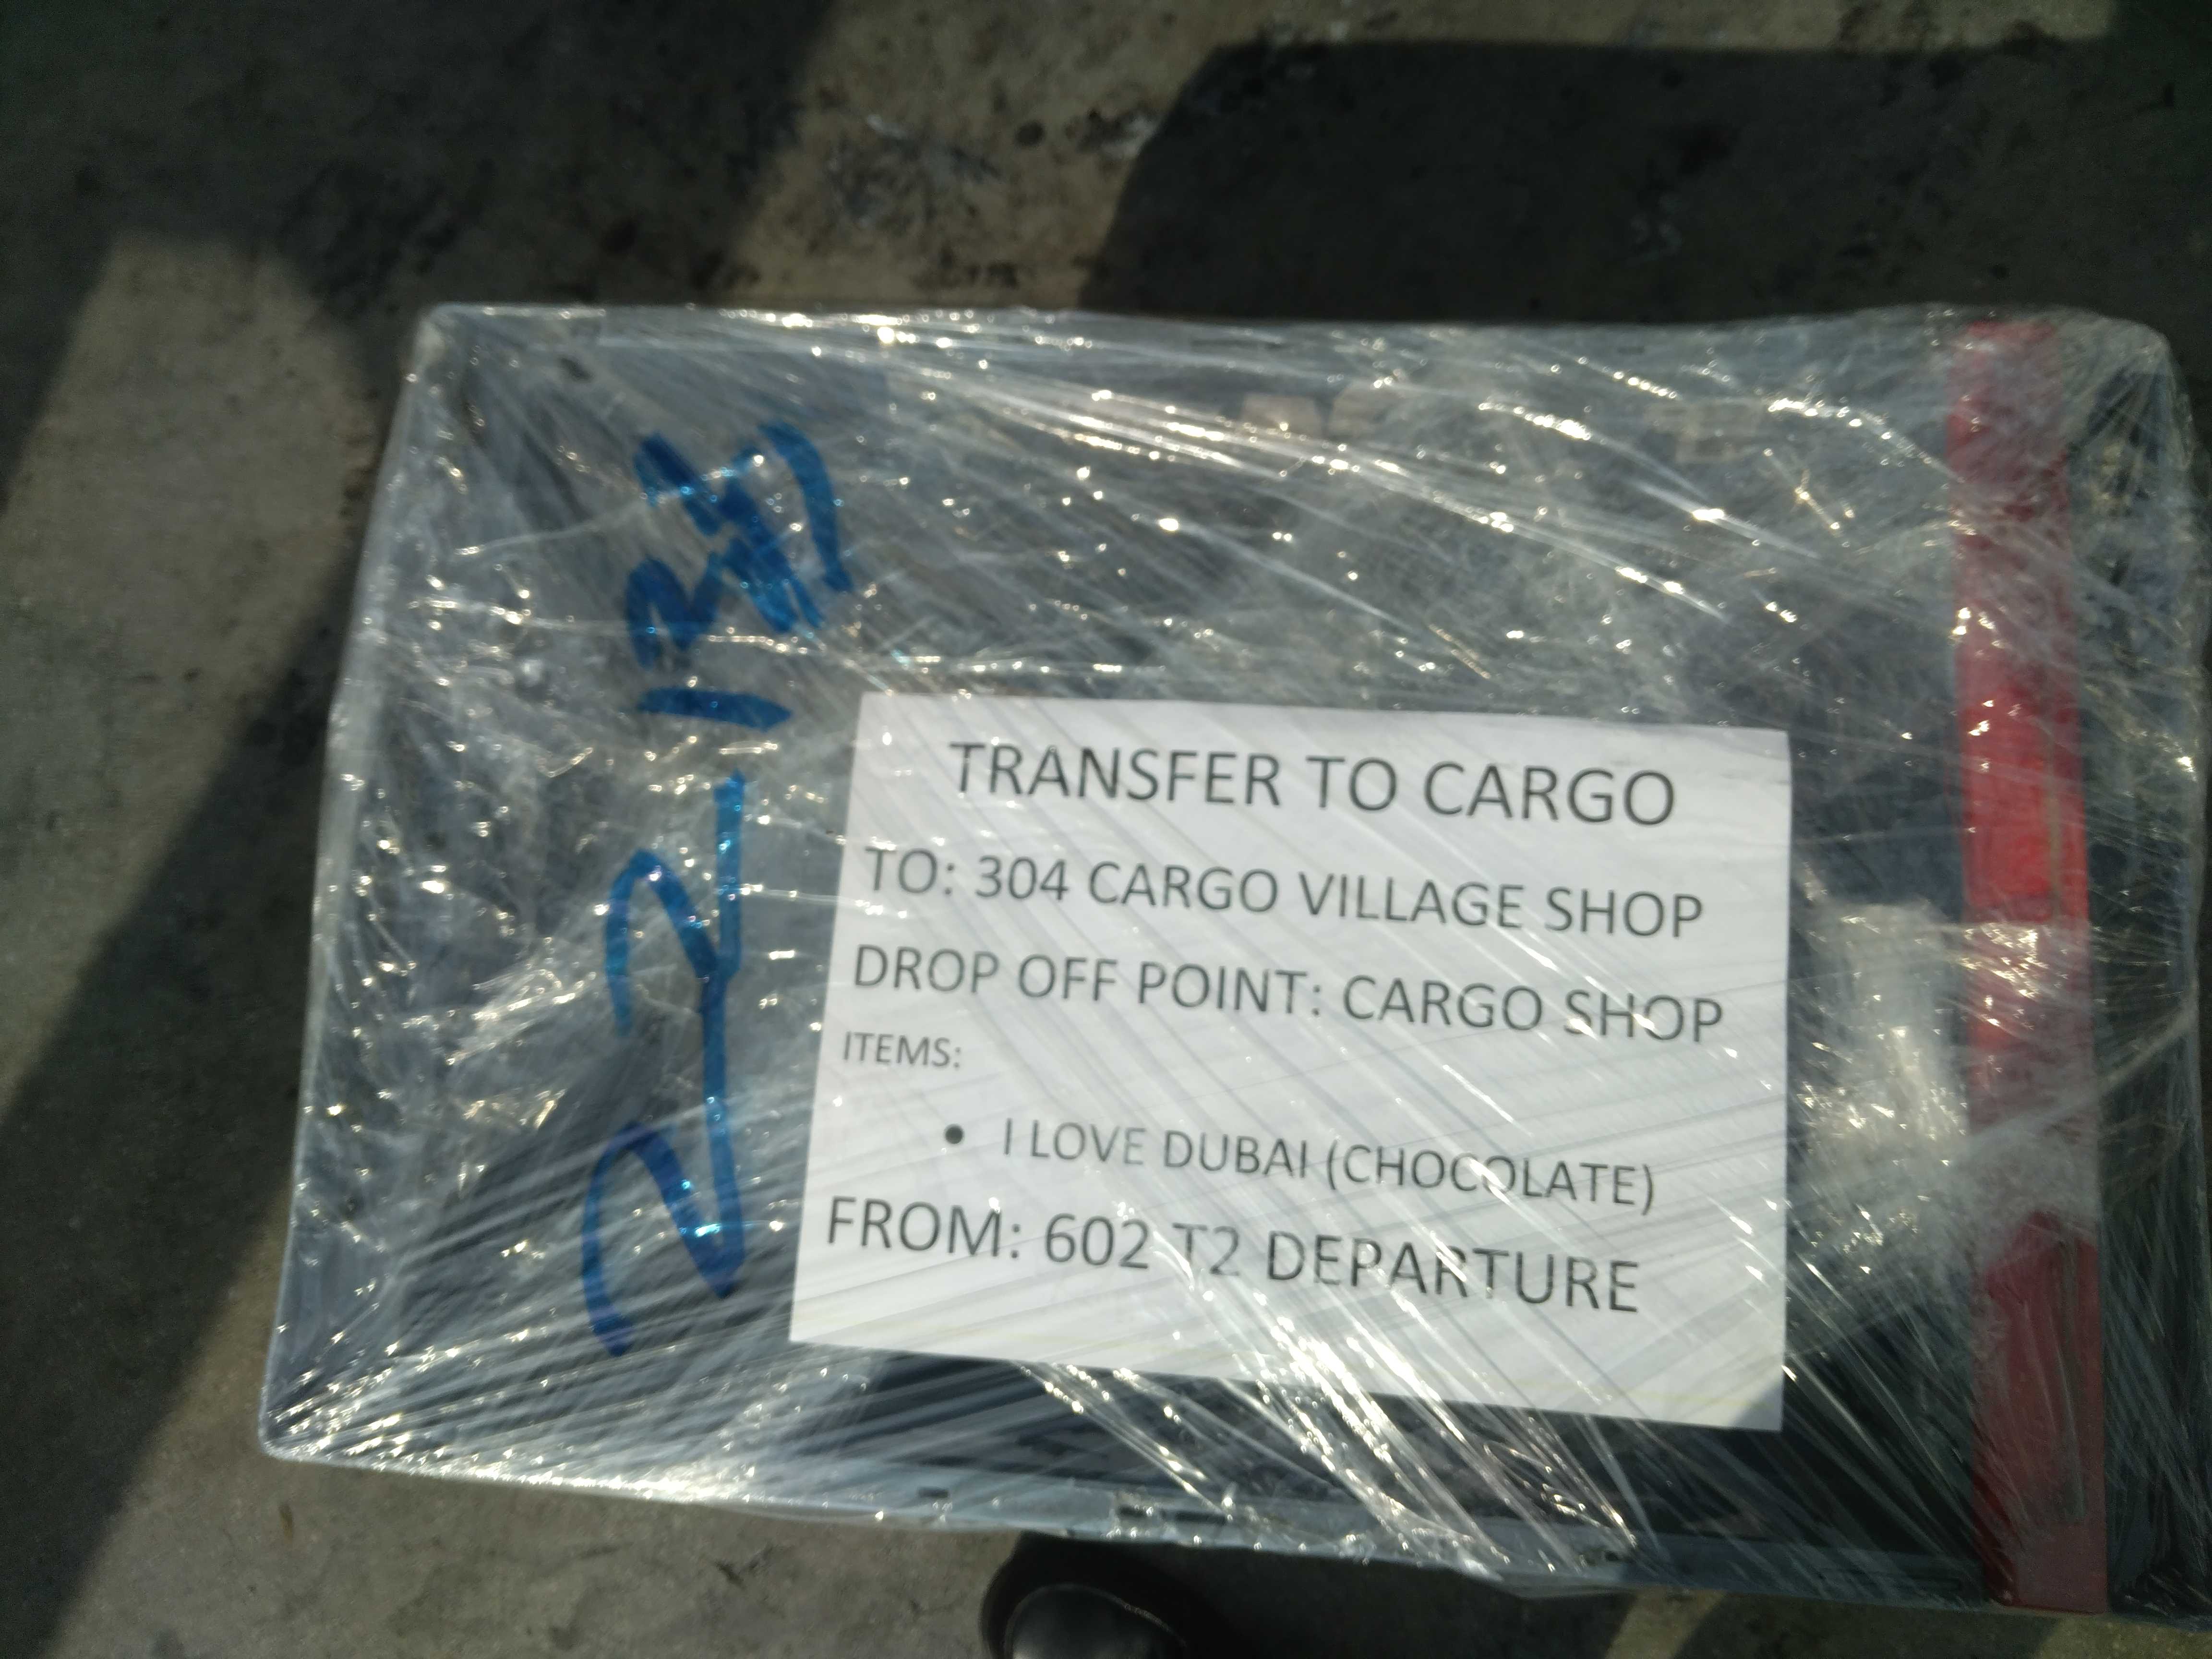 TRANSFER TO CARGO
TO: 304 CARGO VILLAGE SHOP
DROP OFF POINT: CARGO SHOP
ITEMS:
• I LOVE DUBAI (CHOCOLATE)
FROM: 602 T2 DEPARTURE